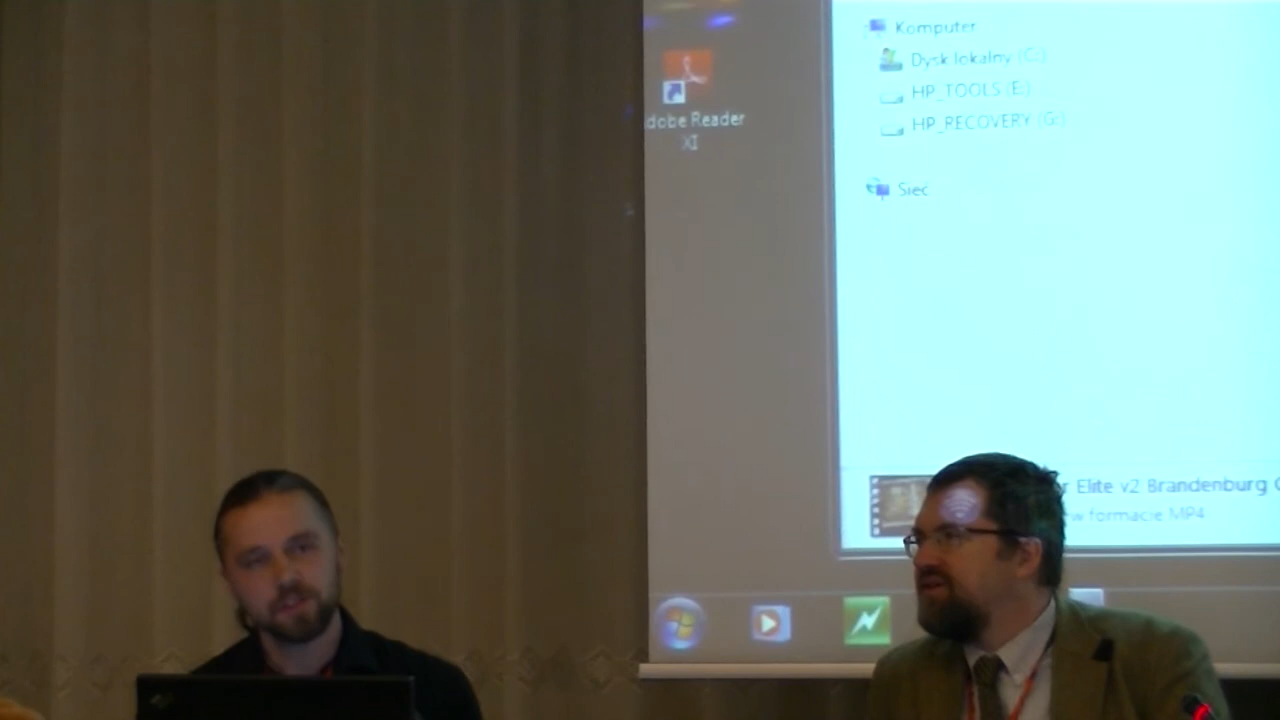 Komputer
Dysk lokalny (C:)
HP_TOOLS (E:)
HP_RECOVERY (G:)
Sieć
dobe Reader
XI
r Elite v2 Brandenburg
w formacie MP4